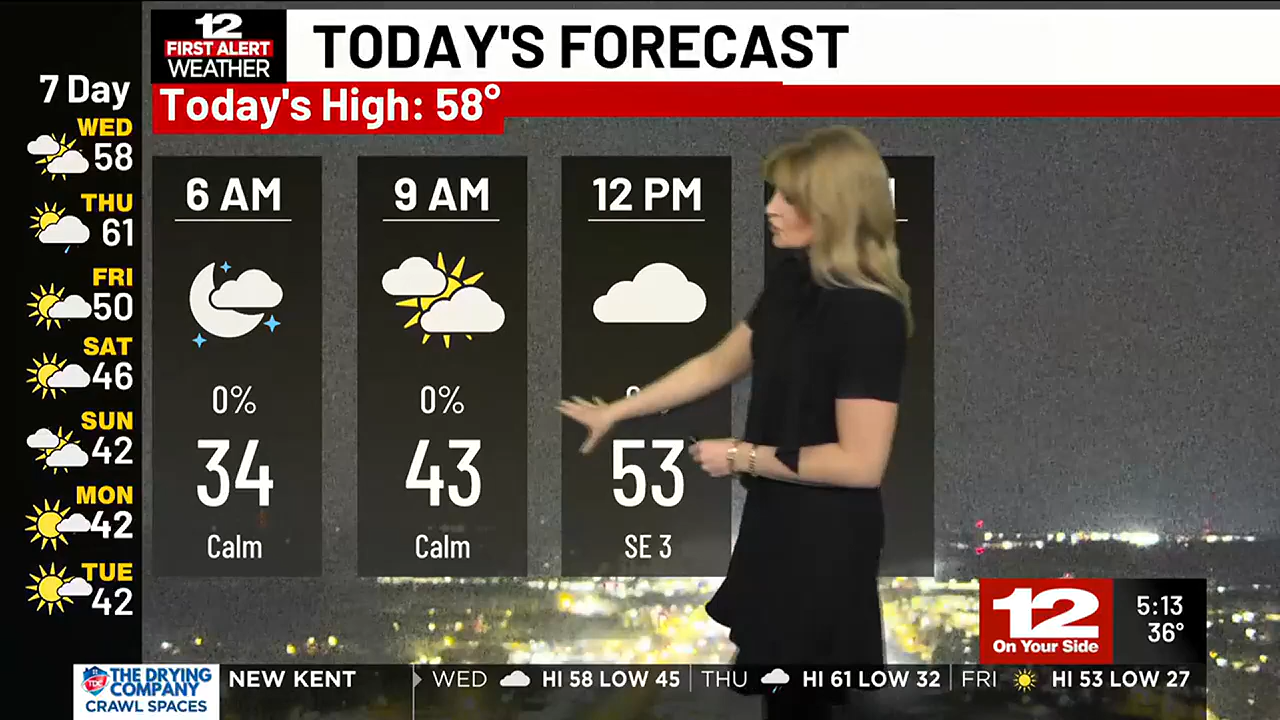 12
FIRST ALERT
WEATHER
TODAY'S FORECAST
Today's High: 58°
7 Day
WED
58
THU
61
FRI
50
SAT
46
SUN
42
MON
42
TUE
42
6 AM
0%
34
Calm
9 AM
0%
43
Calm
12 PM
53
SE 3
12
On Your Side
5:13
36°
THE DRYING
COMPANY
CRAWL SPACES
NEW KENT
WED HI 58 LOW 45 THU HI 61 LOW 32 FRI HI 53 LOW 27